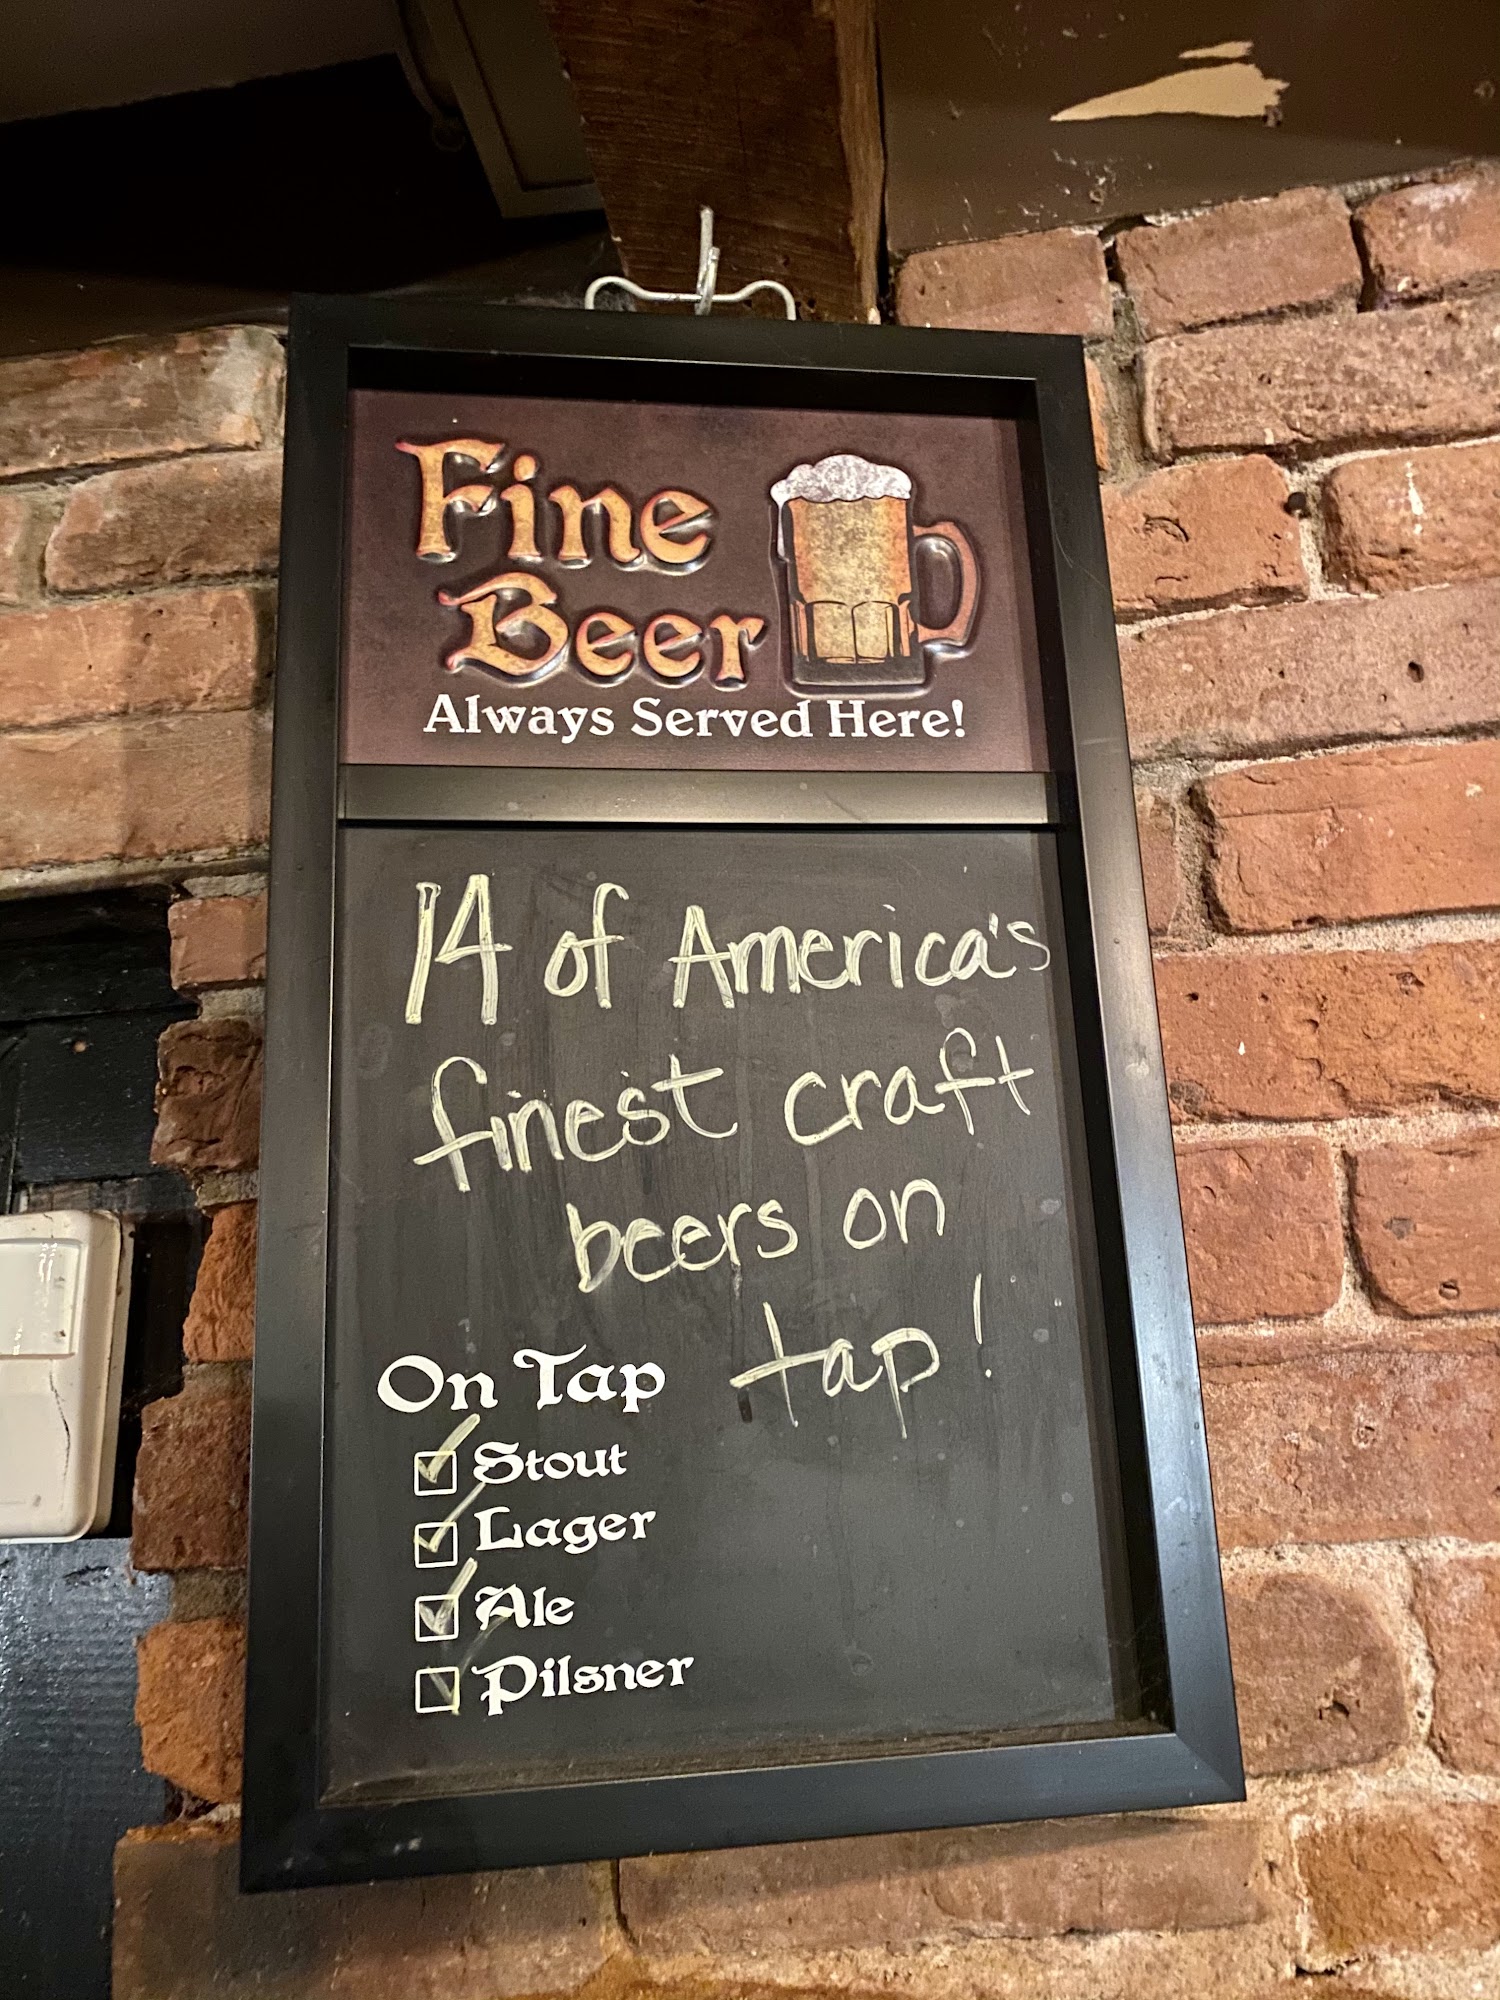 Fine
Beer
Always Served Here!
14 of America's
finest craft
beers on
tap!
On Tap
Stout
Lager
Ale
Pilsner